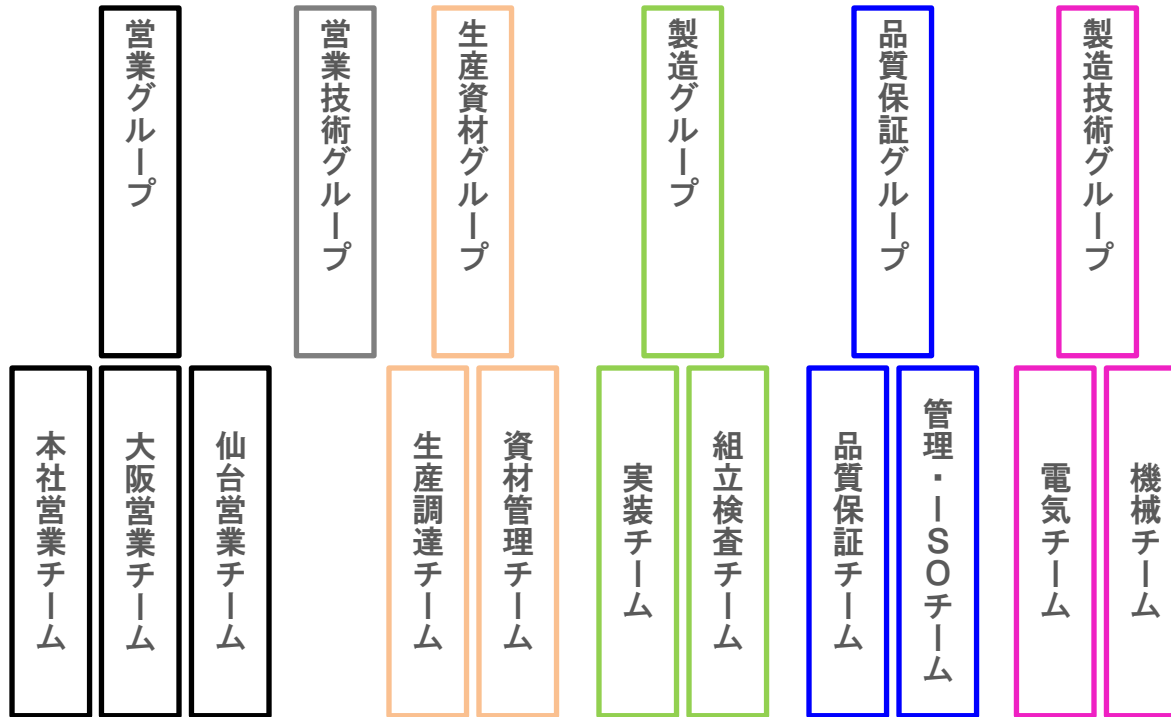 営業グループ
営業技術グループ
生産資材グループ
製造グループ
品質保証グループ
製造技術グループ
本社営業チーム
大阪営業チーム
仙台営業チーム
生産調達チーム
資材管理チーム
実装チーム
組立検査チーム
品質保証チーム
管理・ISOチーム
電気チーム
機械チーム